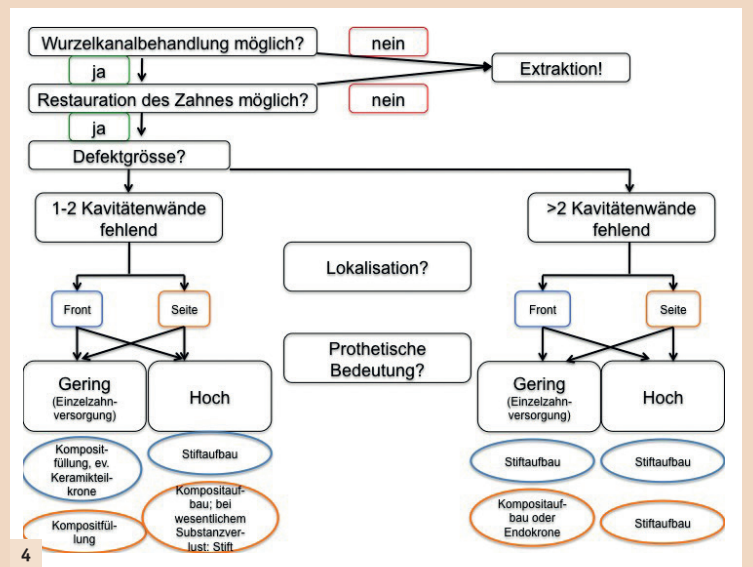 Wurzelkanalbehandlung möglich?
nein
ja
Extraktion!
Restauration des Zahnes möglich?
nein
ja
Defektgrösse?
1-2 Kavitätenwände
fehlend
>2 Kavitätenwände
fehlend
Lokalisation?
Front
Seite
Front
Seite
Prothetische
Bedeutung?
Gering
(Einzelzahn-
versorgung)
Hoch
Gering
(Einzelzahn-
versorgung)
Hoch
Komposit-
füllung, ev.
Keramikteil-
krone
Stiftaufbau
Stiftaufbau
Stiftaufbau
Kompositfül-
lung
Kompositauf-
bau; bei
wesentlichem
Substanzver-
lust: Stift
Kompositauf-
bau oder
Endokrone
Stiftaufbau
4